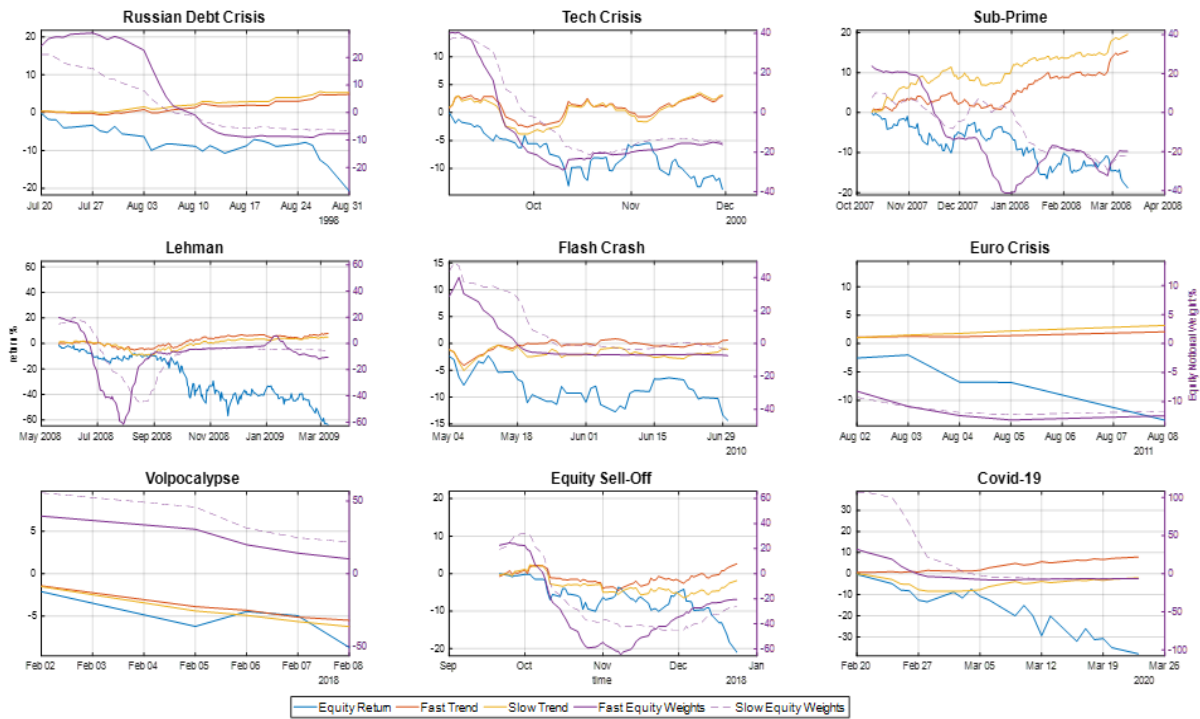 Russian Debt Crisis
Tech Crisis
Sub-Prime
20
10
0
-10
-20
20
10
0
-10
-20
Jul 20
Jul 27
Aug 03
Aug 10
Aug 17
Aug 24
Aug 31
1998
10
5
0
-5
-10
40
20
0
-20
-40
Oct
Nov
Dec
2000
20
10
0
-10
-20
40
20
0
-20
-40
Oct 2007
Nov 2007
Dec 2007
Jan 2008
Feb 2008
Mar 2008
Apr 2008
Lehman
Flash Crash
Euro Crisis
return %
60
40
20
0
-20
-40
-60
60
40
20
0
-20
-40
-60
May 2008
Jul 2008
Sep 2008
Nov 2008
Jan 2009
Mar 2009
15
10
5
0
-5
-10
-15
40
20
0
-20
-40
May 04
May 18
Jun 01
Jun 15
Jun 29
2010
10
5
0
-5
-10
10
5
0
-5
-10
Equity Notional Weight %
Aug 02
Aug 03
Aug 04
Aug 05
Aug 06
Aug 07
Aug 08
2011
Volpocalypse
Equity Sell-Off
Covid-19
5
0
-5
50
0
-50
Feb 02
Feb 03
Feb 04
Feb 05
Feb 06
Feb 07
Feb 08
2018
20
10
0
-10
-20
60
40
20
0
-20
-40
-60
Sep
Oct
Nov
Dec
Jan
time
2018
30
20
10
0
-10
-20
-30
100
50
0
-50
-100
Feb 20
Feb 27
Mar 05
Mar 12
Mar 19
Mar 26
2020
Equity Return
Fast Trend
Slow Trend
Fast Equity Weights
Slow Equity Weights